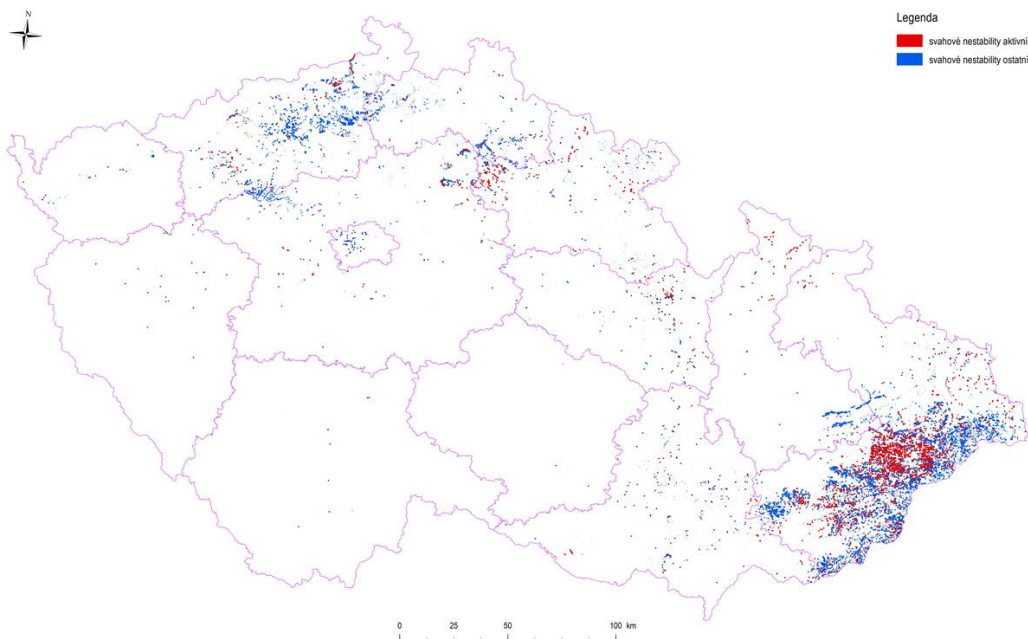 N
Legenda
svahové nestability aktivní
svahové nestability ostatní
0 25 50 100 km